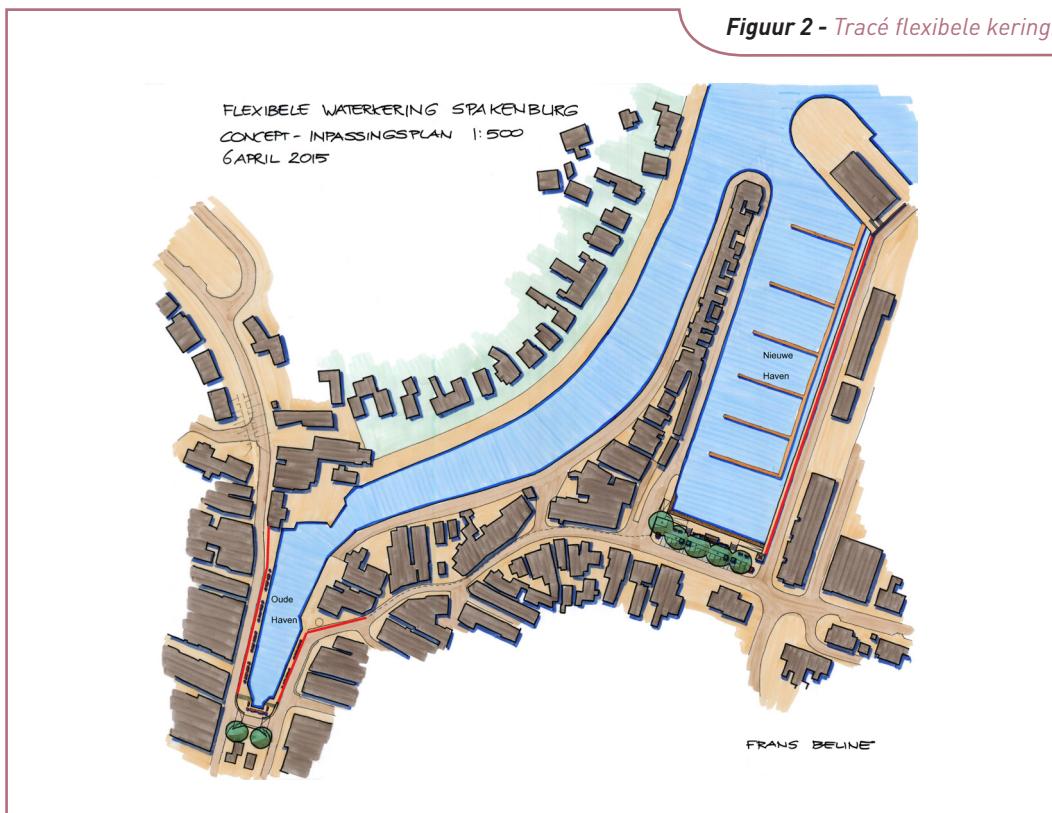 Figuur 2 - Tracé flexibele kering
FLEXIBELE WATERKERING SPAKENBURG
CONCEPT-INPASSINGSPLAN 1:500
6 APRIL 2015
Nieuwe
Haven
Oude
Haven
FRANS BELINE